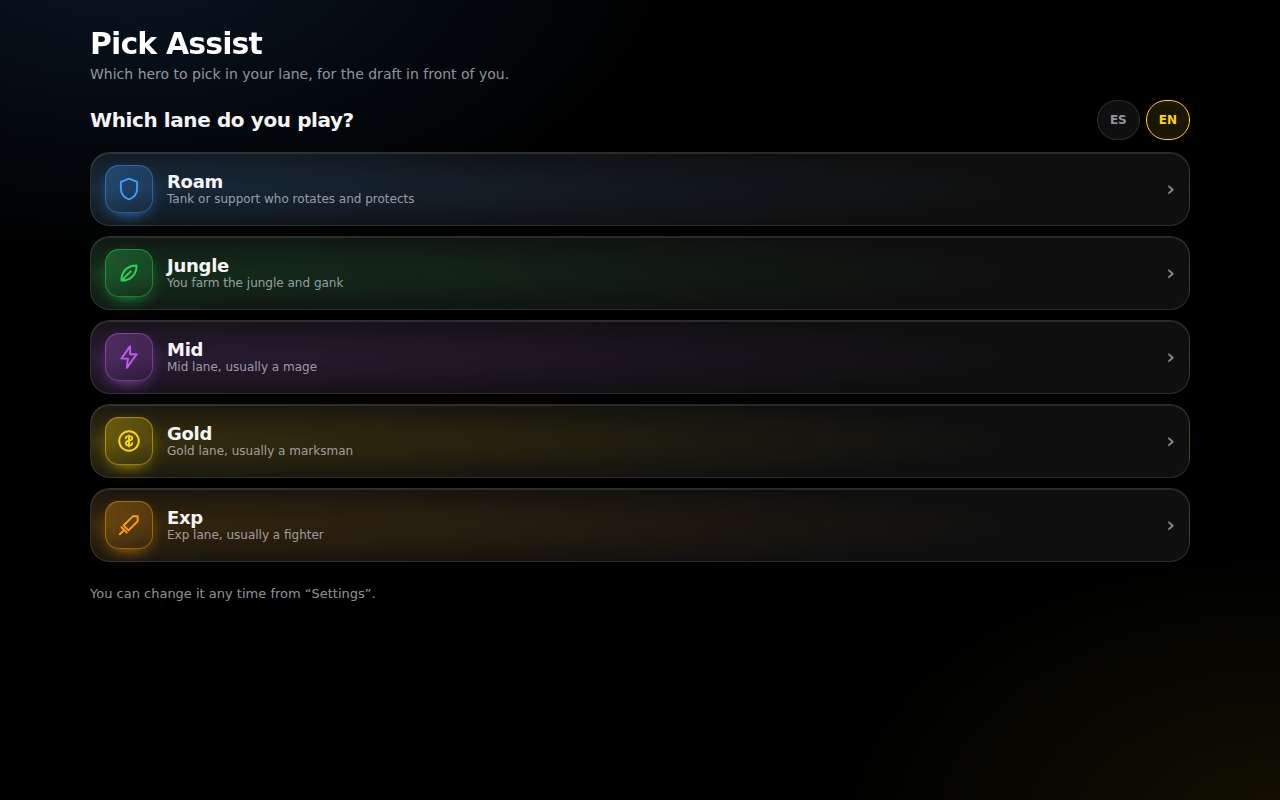 Pick Assist
Which hero to pick in your lane, for the draft in front of you.
Which lane do you play?
ES
EN
Roam
Tank or support who rotates and protects
Jungle
You farm the jungle and gank
Mid
Mid lane, usually a mage
Gold
Gold lane, usually a marksman
Exp
Exp lane, usually a fighter
You can change it any time from “Settings”.